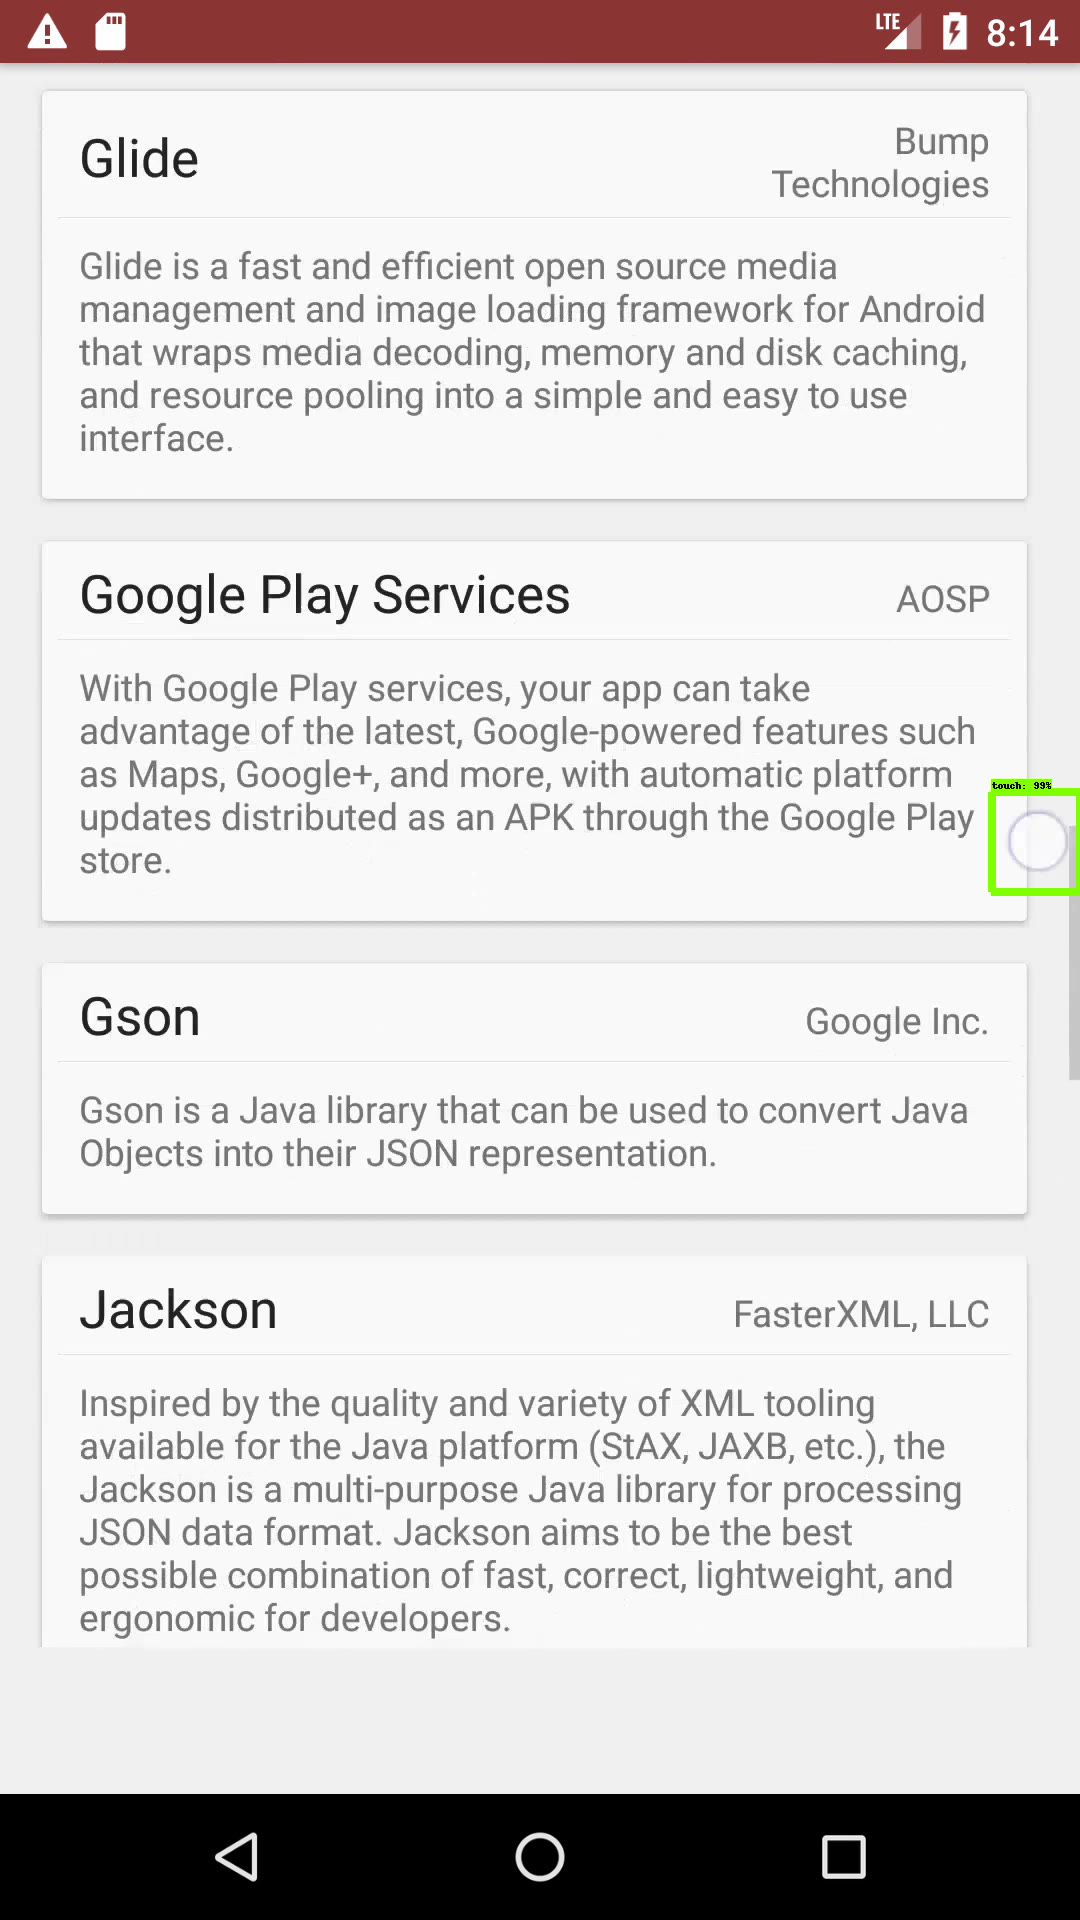 LTE 8:14
Glide
Bump
Technologies
Glide is a fast and efficient open source media
management and image loading framework for Android
that wraps media decoding, memory and disk caching,
and resource pooling into a simple and easy to use
interface.
Google Play Services
AOSP
With Google Play services, your app can take
advantage of the latest, Google-powered features such
as Maps, Google+, and more, with automatic platform
updates distributed as an APK through the Google Play
store.
touch: 99%
Gson
Google Inc.
Gson is a Java library that can be used to convert Java
Objects into their JSON representation.
Jackson
FasterXML, LLC
Inspired by the quality and variety of XML tooling
available for the Java platform (StAX, JAXB, etc.), the
Jackson is a multi-purpose Java library for processing
JSON data format. Jackson aims to be the best
possible combination of fast, correct, lightweight, and
ergonomic for developers.